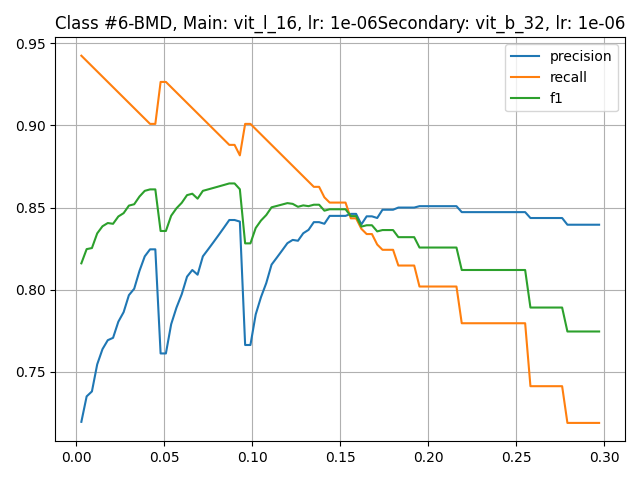 Class #6-BMD, Main: vit_l_16, lr: 1e-06Secondary: vit_b_32, lr: 1e-06
0.95
0.90
0.85
0.80
0.75
precision
recall
f1
0.00 0.05 0.10 0.15 0.20 0.25 0.30